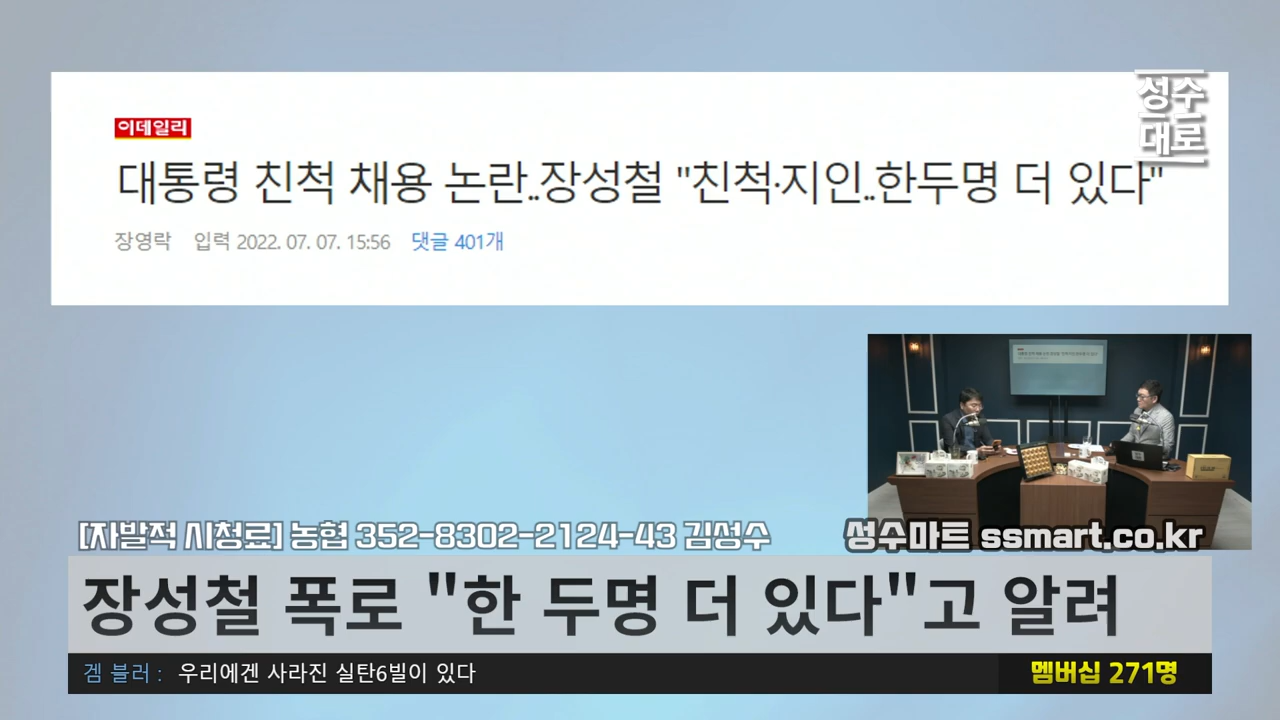 성수
대로
이데일리
대통령 친척 채용 논란..장성철 "친척·지인..한두명 더 있다"
장영락 입력 2022. 07. 07. 15:56 댓글 401개
[자발적 시청료] 농협 352-8302-2124-43 김성수
성수마트 ssmart.co.kr
장성철 폭로 "한 두명 더 있다"고 알려
겜 블러 : 우리에겐 사라진 실탄6빌이 있다
멤버십 271명